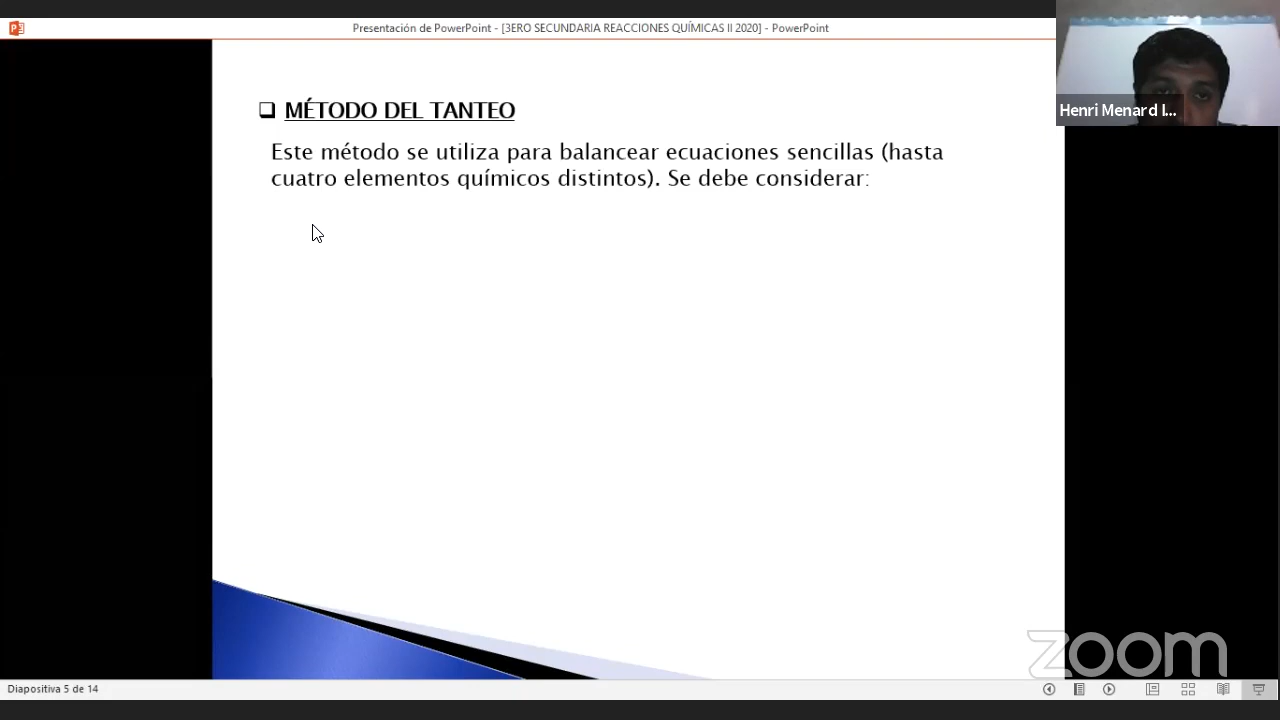 Presentación de PowerPoint - [3ERO SECUNDARIA REACCIONES QUÍMICAS II 2020] - PowerPoint
Henri Menard I...
MÉTODO DEL TANTEO
Este método se utiliza para balancear ecuaciones sencillas (hasta
cuatro elementos químicos distintos). Se debe considerar:
zoom
Diapositiva 5 de 14